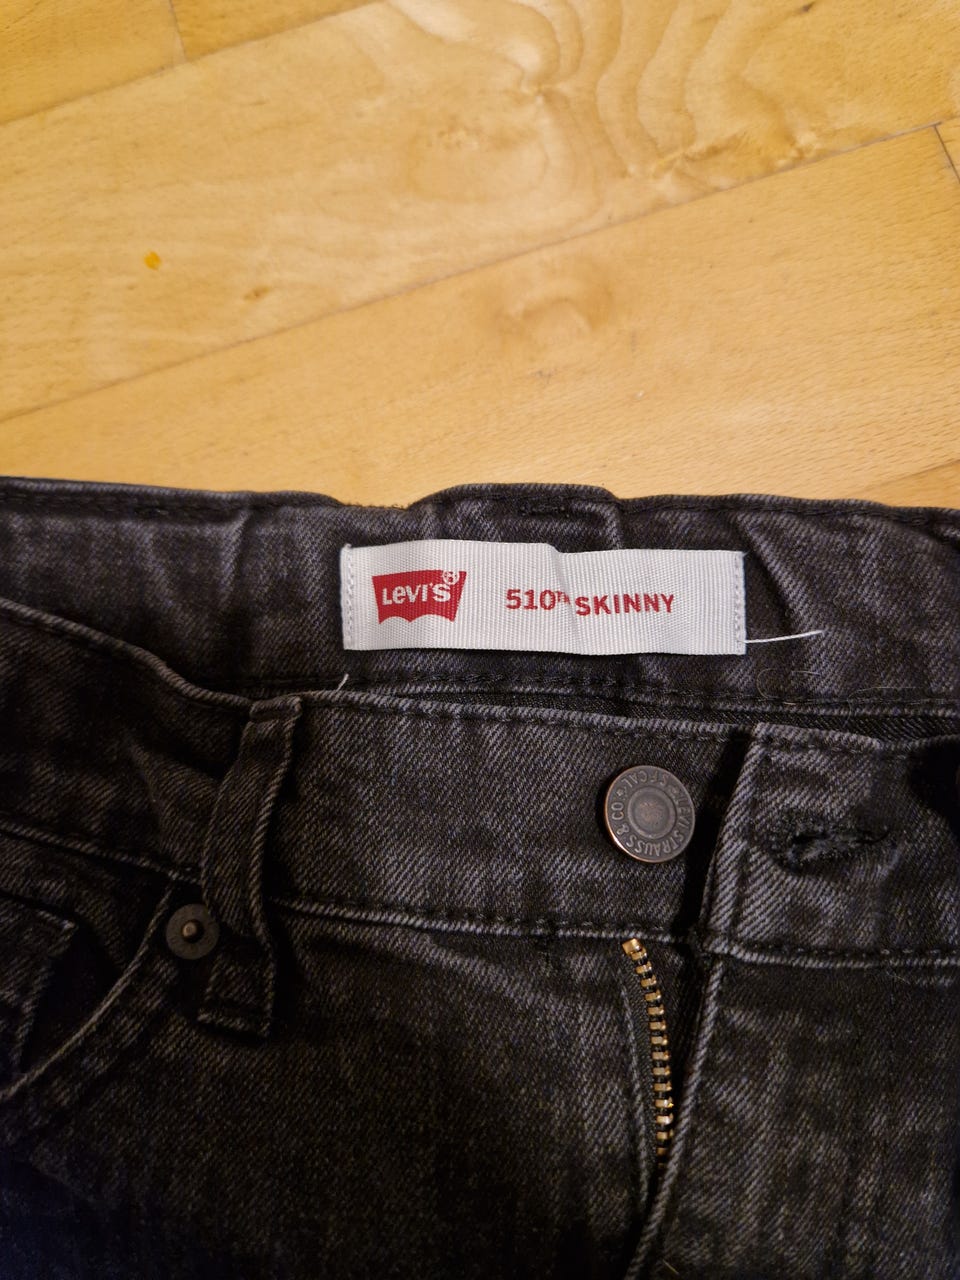 Levi's®
510™ SKINNY
LEVI STRAUSS & CO